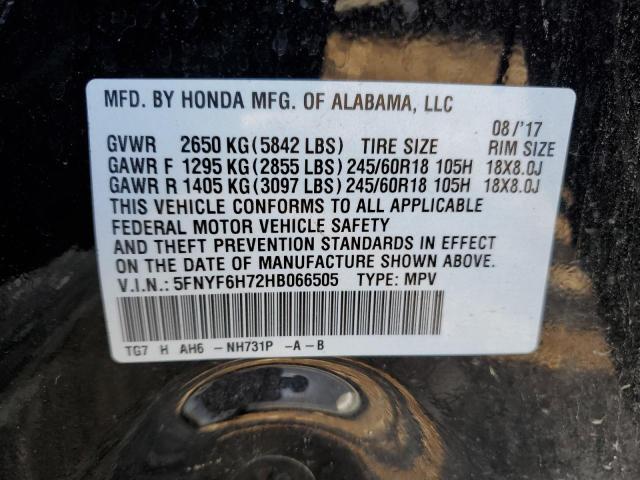 MFD. BY HONDA MFG. OF ALABAMA, LLC
08/'17
GVWR 2650 KG(5842 LBS) TIRE SIZE RIM SIZE
GAWR F 1295 KG(2855 LBS)245/60R18 105H 18X8.0J
GAWR R 1405 KG(3097 LBS)245/60R18 105H 18X8.0J
THIS VEHICLE CONFORMS TO ALL APPLICABLE
FEDERAL MOTOR VEHICLE SAFETY
AND THEFT PREVENTION STANDARDS IN EFFECT
ON THE DATE OF MANUFACTURE SHOWN ABOVE.
V.I.N.: 5FNYF6H72HB066505 TYPE: MPV
TG7 H AH6 -NH731P -A-B